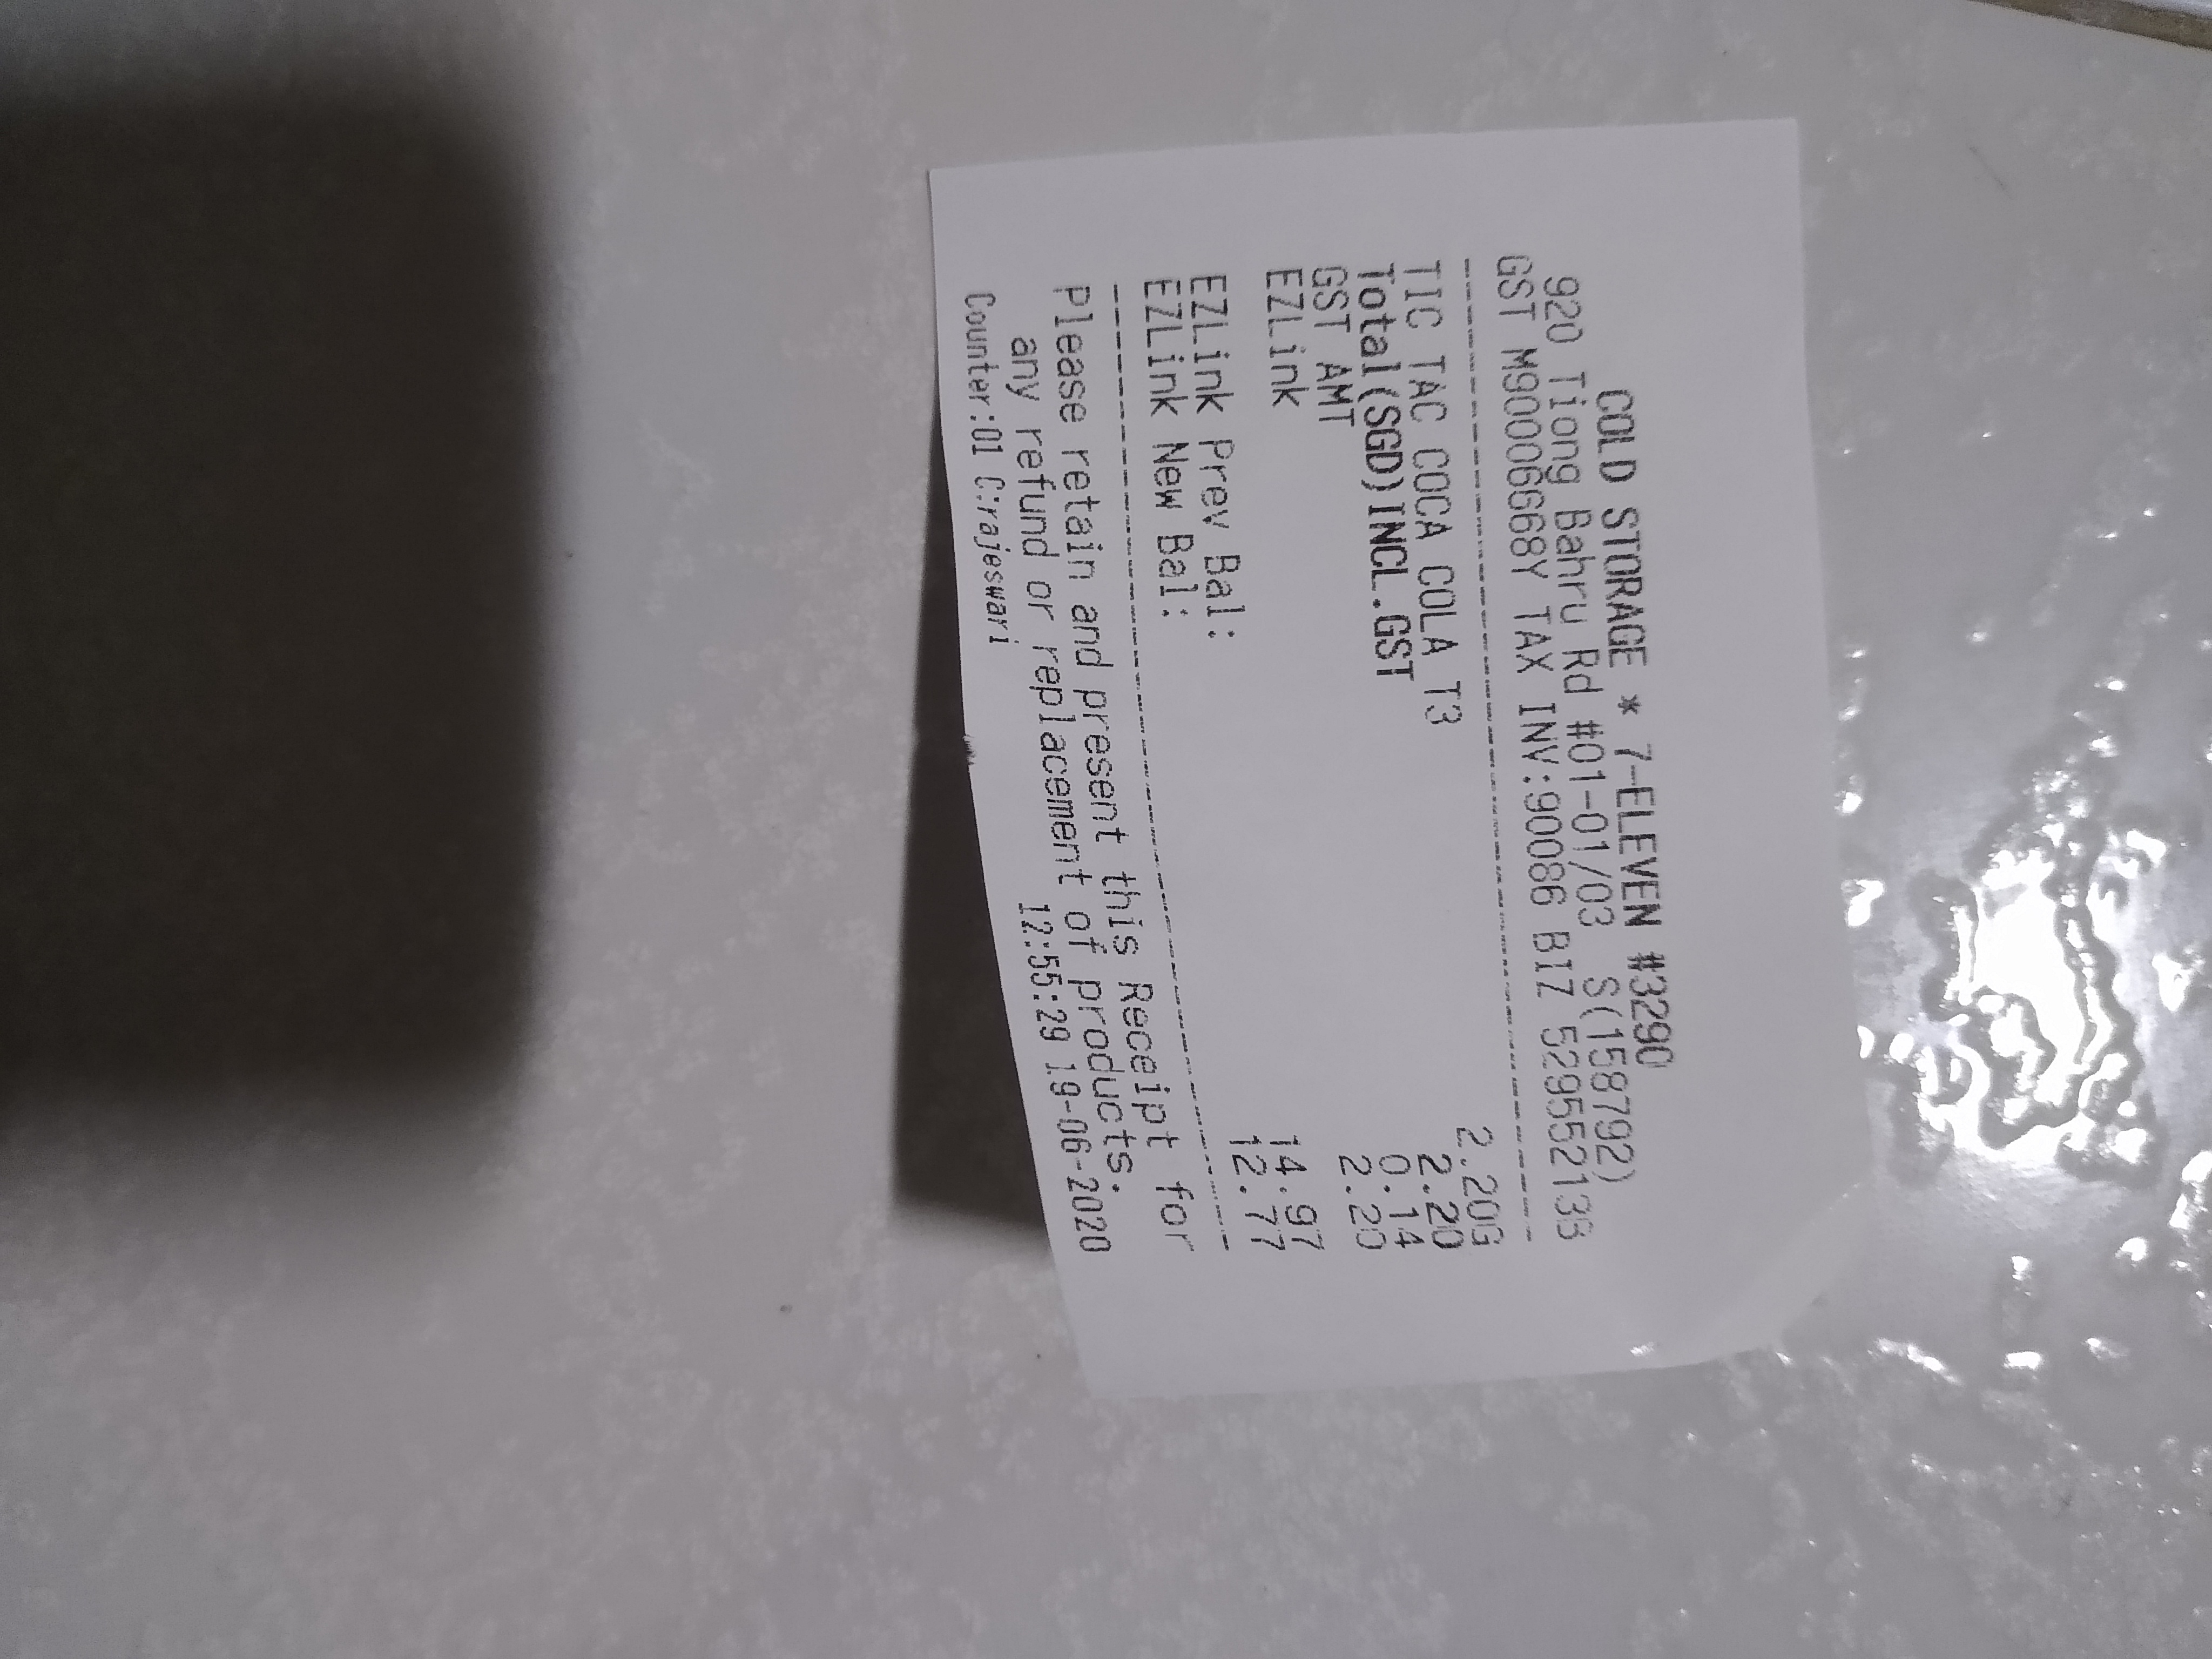 COLD STORAGE * 7-ELEVEN #3290
920 Tiong Bahru Rd #01-01/03 S(158792)
GST M90006668Y TAX INV:90086 BIZ 52955213G
TIC TAC COCA COLA T3 2.20G
Total(SGD)INCL.GST 2.20
GST AMT 0.14
EZLink 2.20
EZLink Prev Bal: 14.97
EZLink New Bal: 12.77
Please retain and present this Receipt for
any refund or replacement of products.
Counter:01 C:rajeswari 12:55:29 19-06-2020